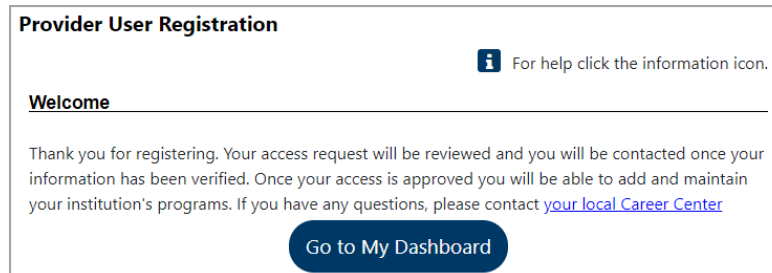 Provider User Registration
i For help click the information icon.
Welcome
Thank you for registering. Your access request will be reviewed and you will be contacted once your
information has been verified. Once your access is approved you will be able to add and maintain
your institution's programs. If you have any questions, please contact your local Career Center
Go to My Dashboard